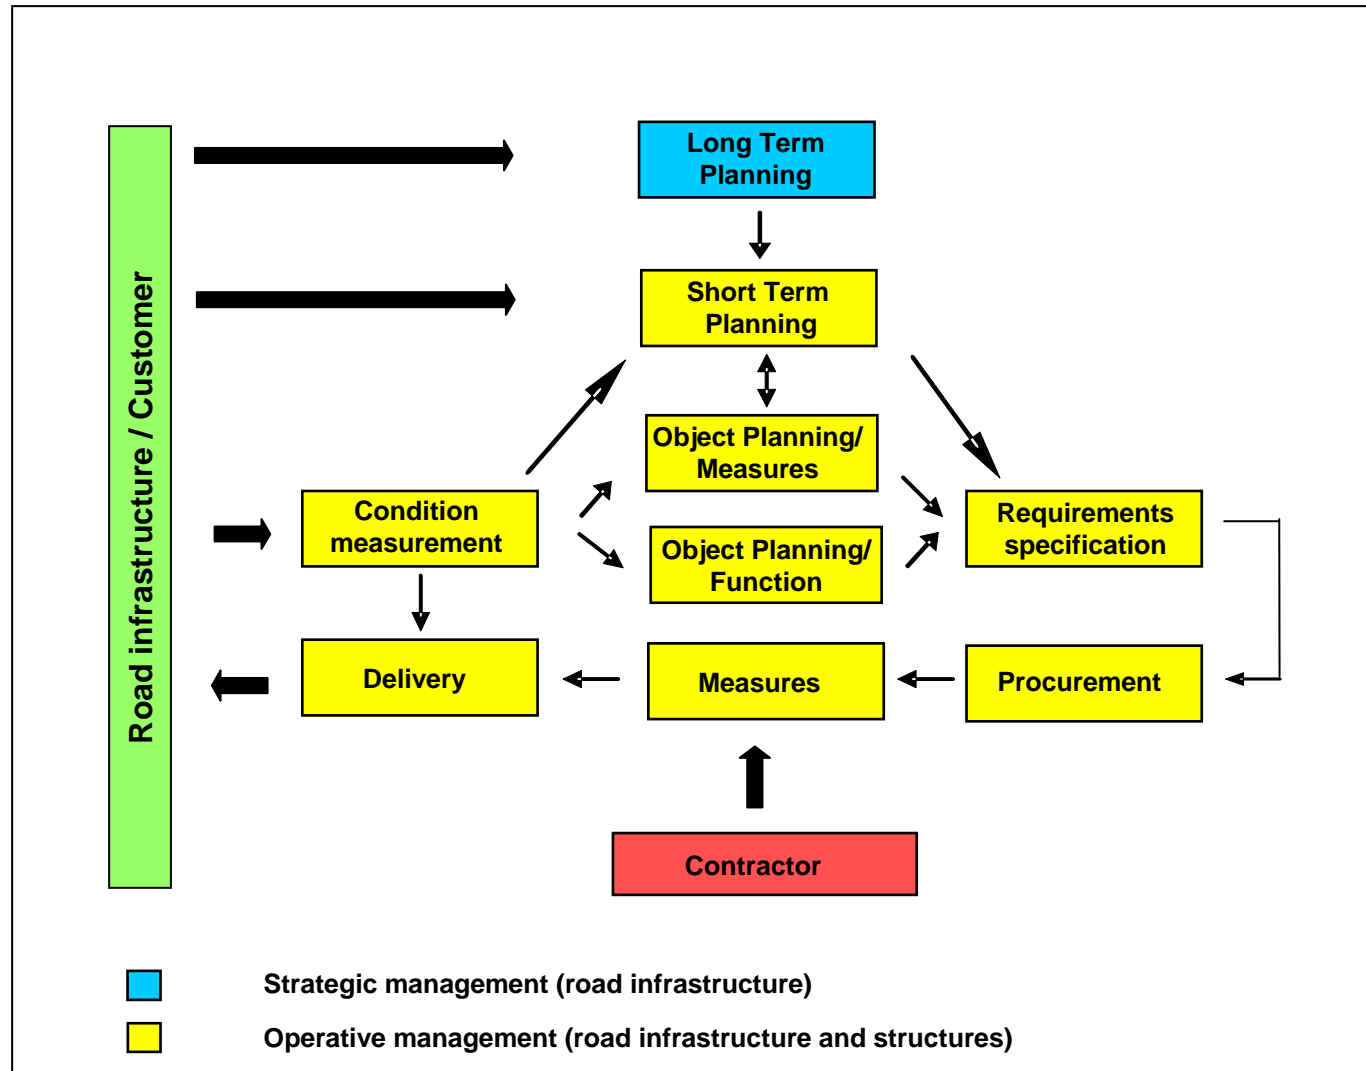 Road infrastructure / Customer
Long Term
Planning
Short Term
Planning
Object Planning/
Measures
Condition
measurement
Object Planning/
Function
Requirements
specification
Delivery
Measures
Procurement
Contractor
Strategic management (road infrastructure)
Operative management (road infrastructure and structures)